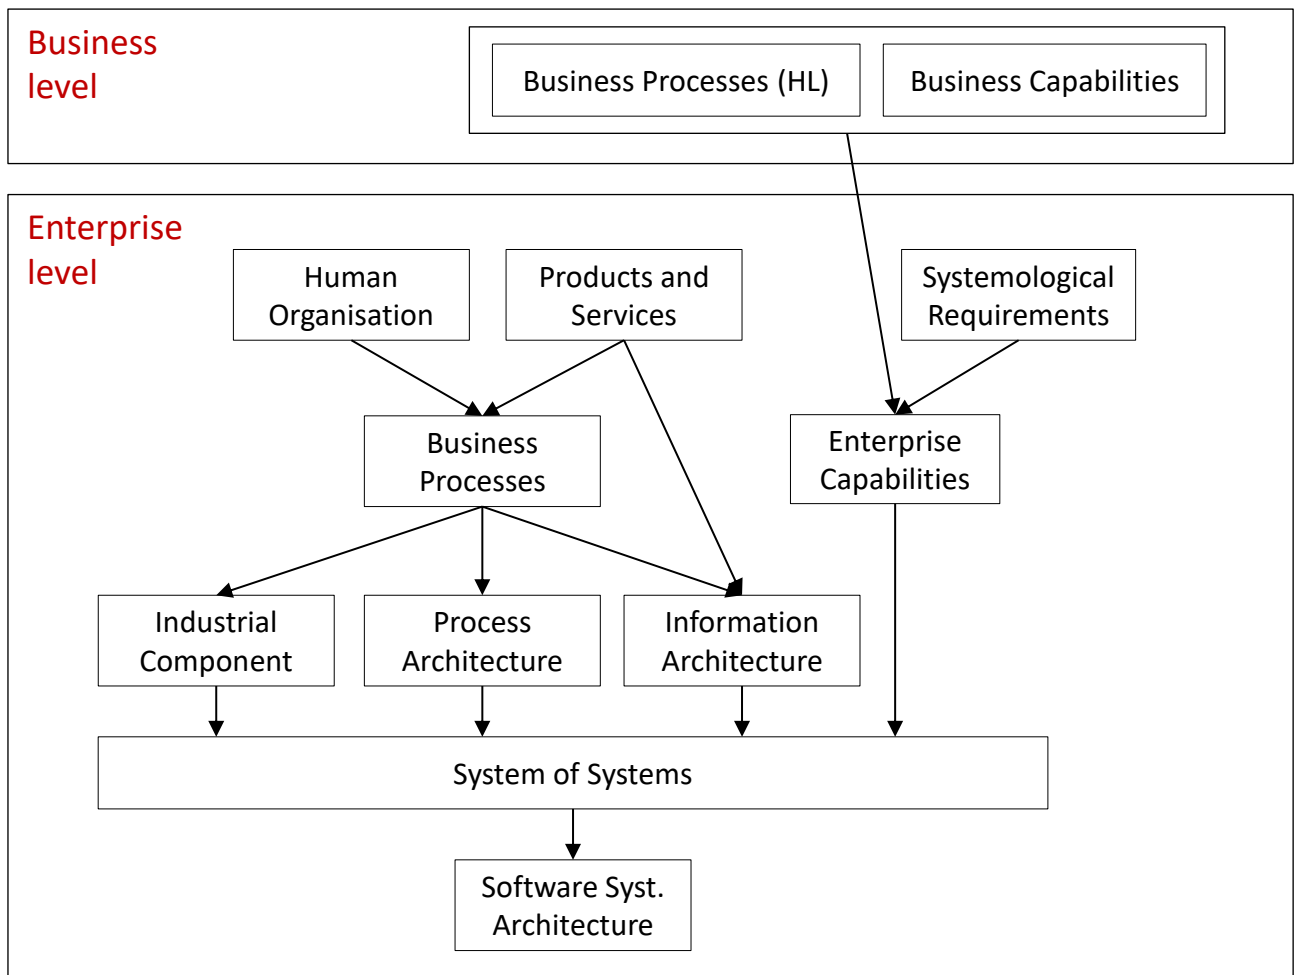 Business
level
Business Processes (HL)
Business Capabilities
Enterprise
level
Human
Organisation
Products and
Services
Systemological
Requirements
Business
Processes
Enterprise
Capabilities
Industrial
Component
Process
Architecture
Information
Architecture
System of Systems
Software Syst.
Architecture